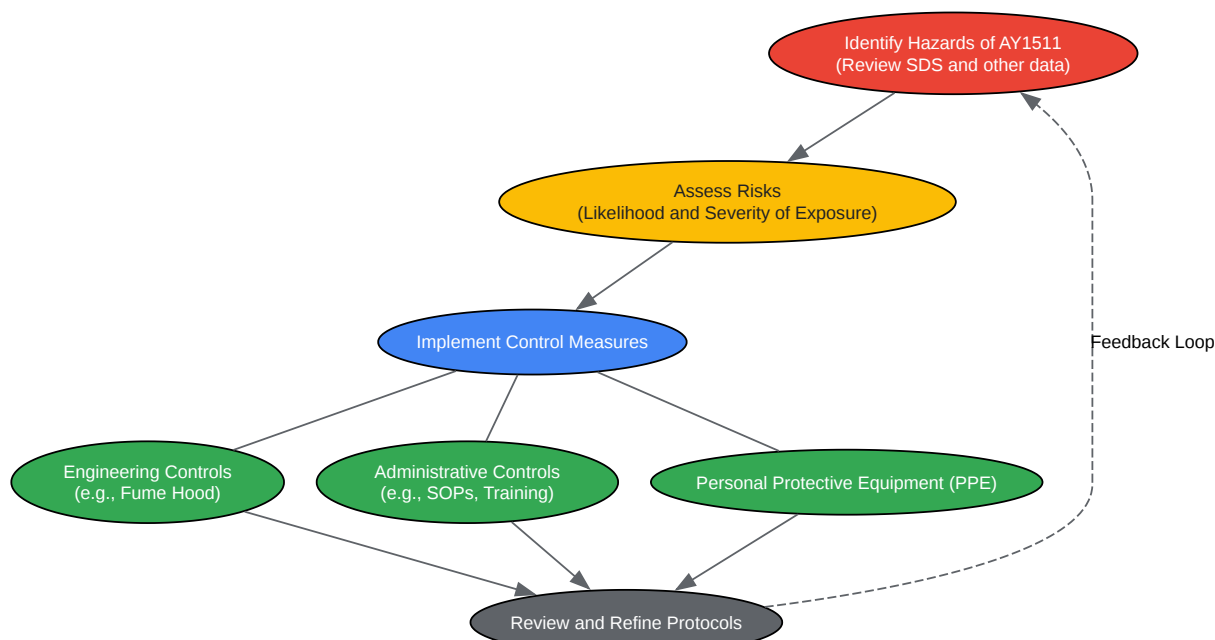 Identify Hazards of AY1511
(Review SDS and other data)
Assess Risks
(Likelihood and Severity of Exposure)
Implement Control Measures
Feedback Loop
Engineering Controls
(e.g., Fume Hood)
Administrative Controls
(e.g., SOPs, Training)
Personal Protective Equipment (PPE)
Review and Refine Protocols